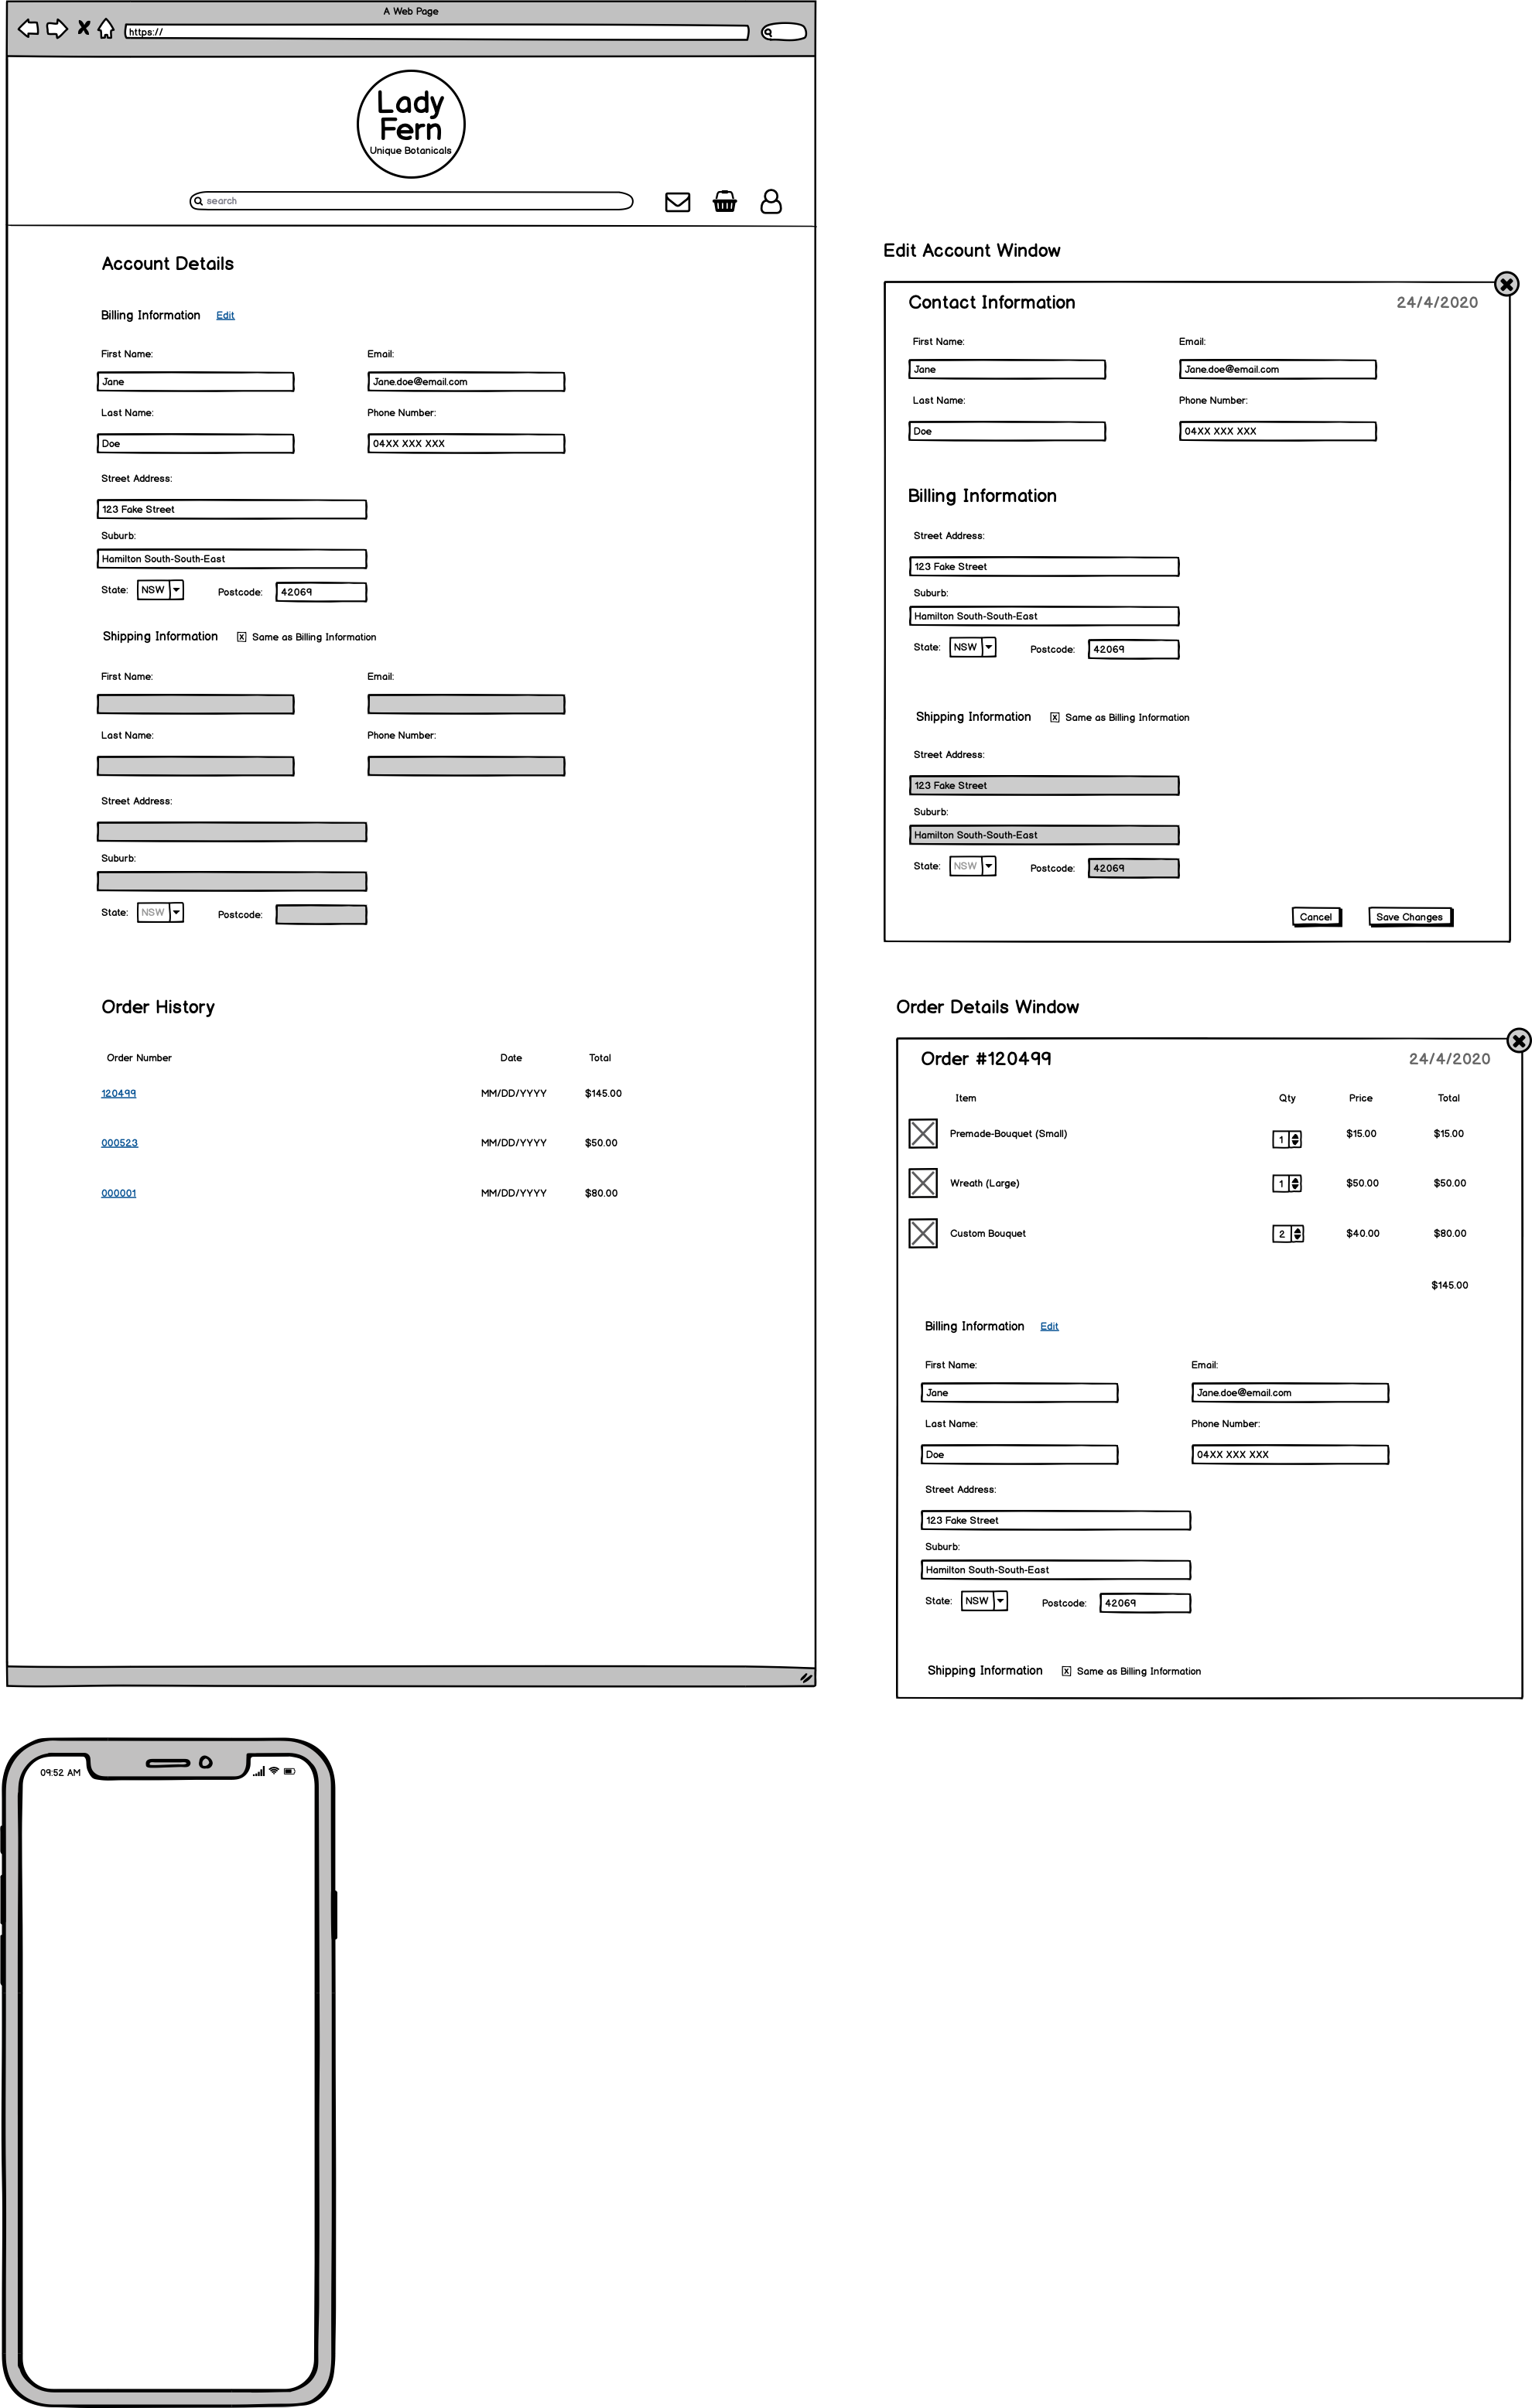 A Web Page
https://
Lady
Fern
Unique Botanicals
search
Account Details
Billing Information Edit
First Name: Email:
Jane Jane.doe@email.com
Last Name: Phone Number:
Doe 04XX XXX XXX
Street Address:
123 Fake Street
Suburb:
Hamilton South-South-East
State: NSW Postcode: 42069
Shipping Information x Same as Billing Information
First Name: Email:
Last Name: Phone Number:
Street Address:
Suburb:
State: NSW Postcode:
Order History
Order Number Date Total
120499 MM/DD/YYYY $145.00
000523 MM/DD/YYYY $50.00
000001 MM/DD/YYYY $80.00
Edit Account Window
Contact Information 24/4/2020
First Name: Email:
Jane Jane.doe@email.com
Last Name: Phone Number:
Doe 04XX XXX XXX
Billing Information
Street Address:
123 Fake Street
Suburb:
Hamilton South-South-East
State: NSW Postcode: 42069
Shipping Information x Same as Billing Information
Street Address:
123 Fake Street
Suburb:
Hamilton South-South-East
State: NSW Postcode: 42069
Cancel Save Changes
Order Details Window
Order #120499 24/4/2020
Item Qty Price Total
Premade-Bouquet (Small) 1 $15.00 $15.00
Wreath (Large) 1 $50.00 $50.00
Custom Bouquet 2 $40.00 $80.00
$145.00
Billing Information Edit
First Name: Email:
Jane Jane.doe@email.com
Last Name: Phone Number:
Doe 04XX XXX XXX
Street Address:
123 Fake Street
Suburb:
Hamilton South-South-East
State: NSW Postcode: 42069
Shipping Information x Same as Billing Information
09:52 AM